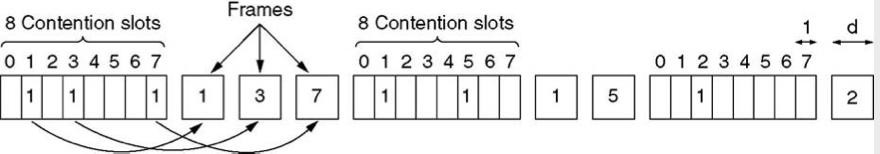 Frames
8 Contention slots 8 Contention slots 1 d
0 1 2 3 4 5 6 7 0 1 2 3 4 5 6 7 0 1 2 3 4 5 6 7
1 1 1 1 3 7 1 1 1 5 1 2